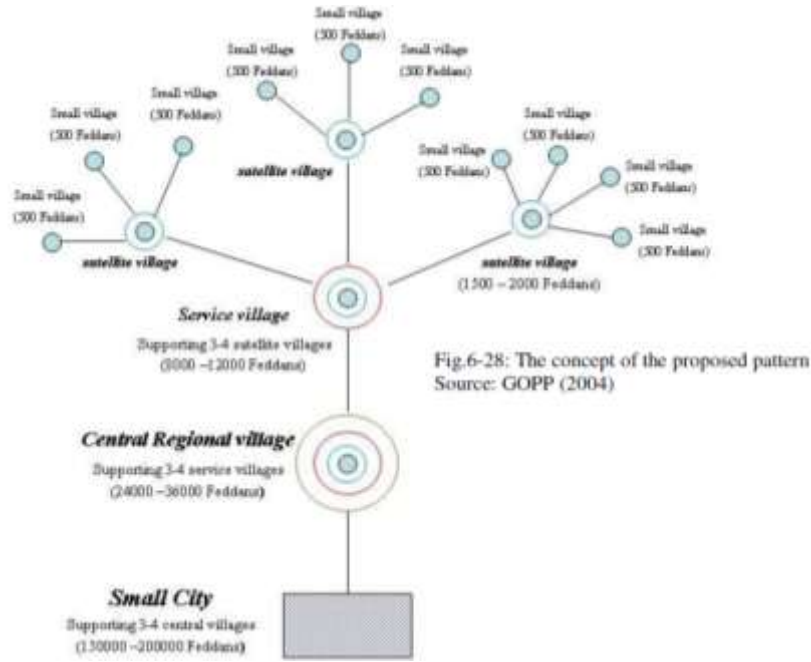 Small village
(500 Feddans)
Small village
(500 Feddans)
Small village
(500 Feddans)
Small village
(500 Feddans)
Small village
(500 Feddans)
Small village
(500 Feddans)
satellite village
Small village
(500 Feddans)
Small village
(500 Feddans)
Small village
(500 Feddans)
Small village
(500 Feddans)
satellite village
satellite village
(1500 – 2000 Feddans)
Service village
Supporting 3-4 satellite villages
(8000 –12000 Feddans)
Fig.6-28: The concept of the proposed pattern
Source: GOPP (2004)
Central Regional village
Supporting 3-4 service villages
(24000 –36000 Feddans)
Small City
Supporting 3-4 central villages
(150000 –200000 Feddans)